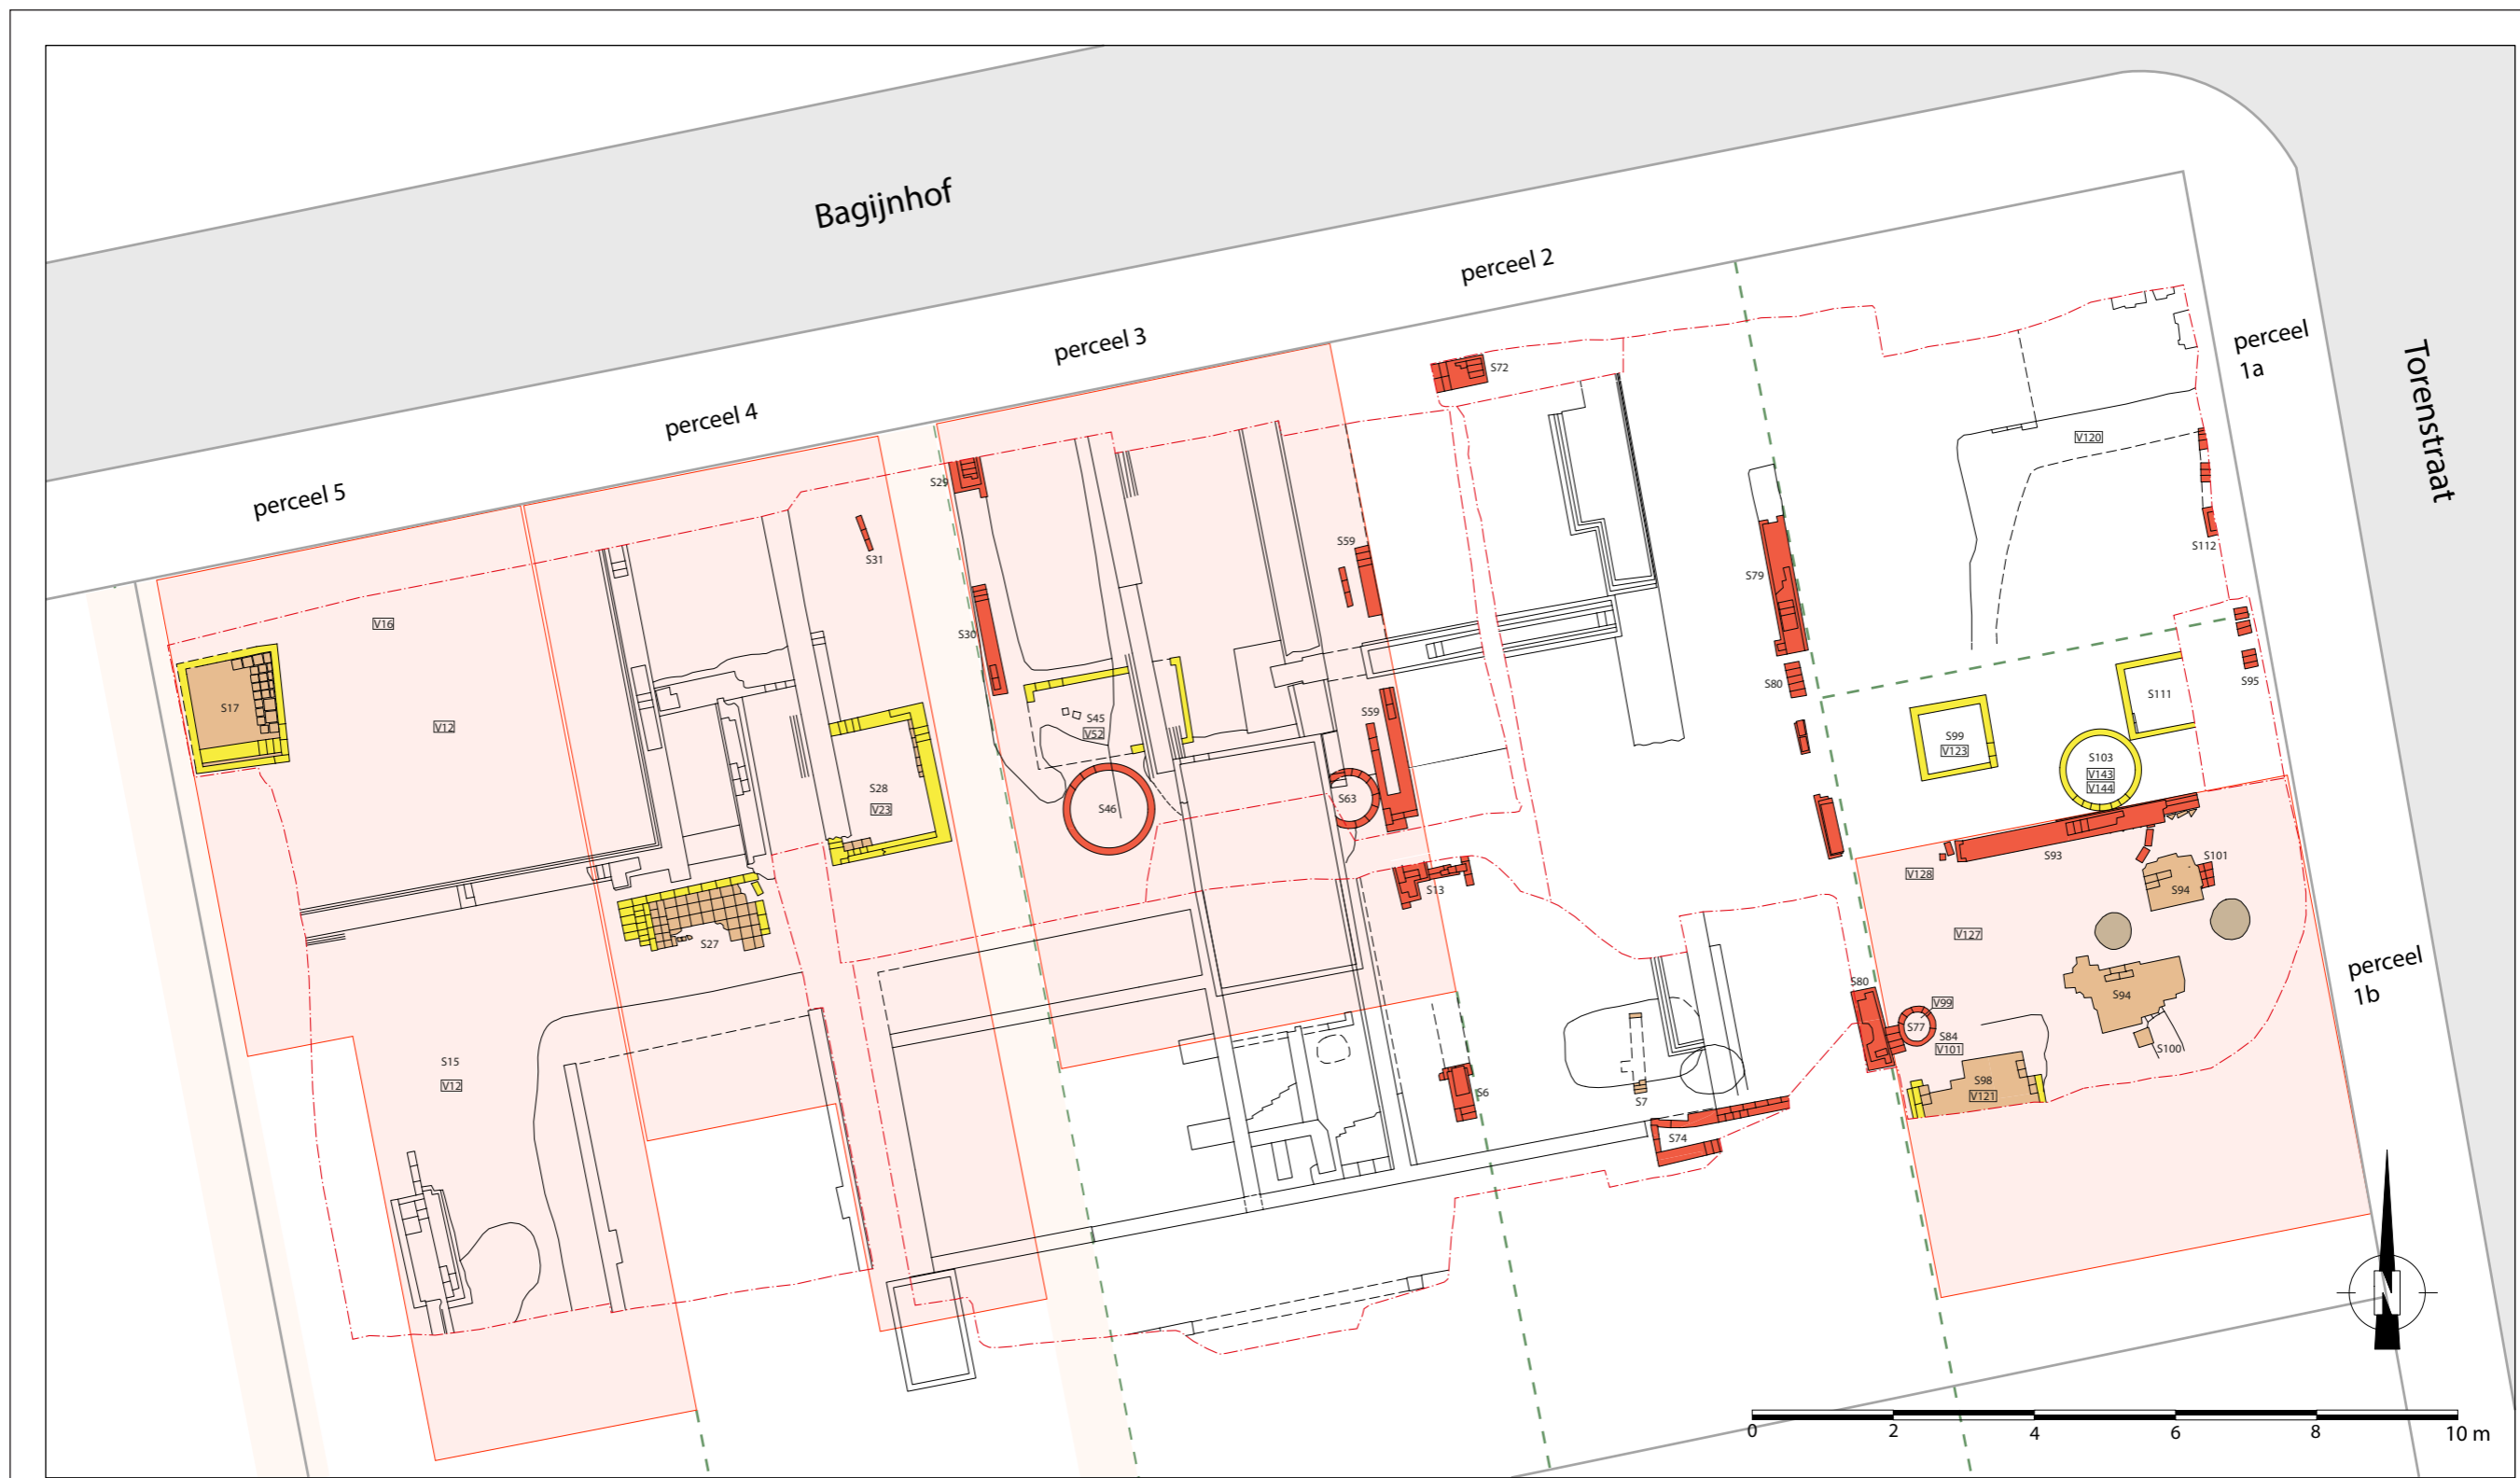 Bagijnhof
Torenstraat
perceel 5
perceel 4
perceel 3
perceel 2
perceel
1a
perceel
1b
S72
V120
S29
S31
S59
S112
S79
V16
S30
S80
S95
S17
V12
S45
V52
S59
S111
S99
V123
S103
V143
V144
S28
V23
S46
S63
S93
S101
V128
S94
S13
S27
V127
S80
V99
S94
S77
S84
V101
S100
S15
V12
S98
V121
S6
S7
S74
N
0
2
4
6
8
10 m